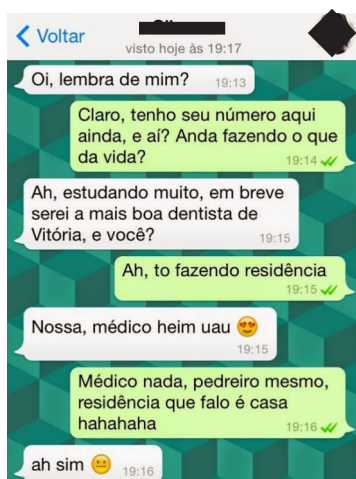 Voltar
visto hoje às 19:17
Oi, lembra de mim? 19:13
Claro, tenho seu número aqui
ainda, e aí? Anda fazendo o que
da vida? 19:14
Ah, estudando muito, em breve
serei a mais boa dentista de
Vitória, e você? 19:15
Ah, to fazendo residência
19:15
Nossa, médico heim uau 😍
19:15
Médico nada, pedreiro mesmo,
residência que falo é casa
hahahaha 19:16
ah sim 😐 19:16